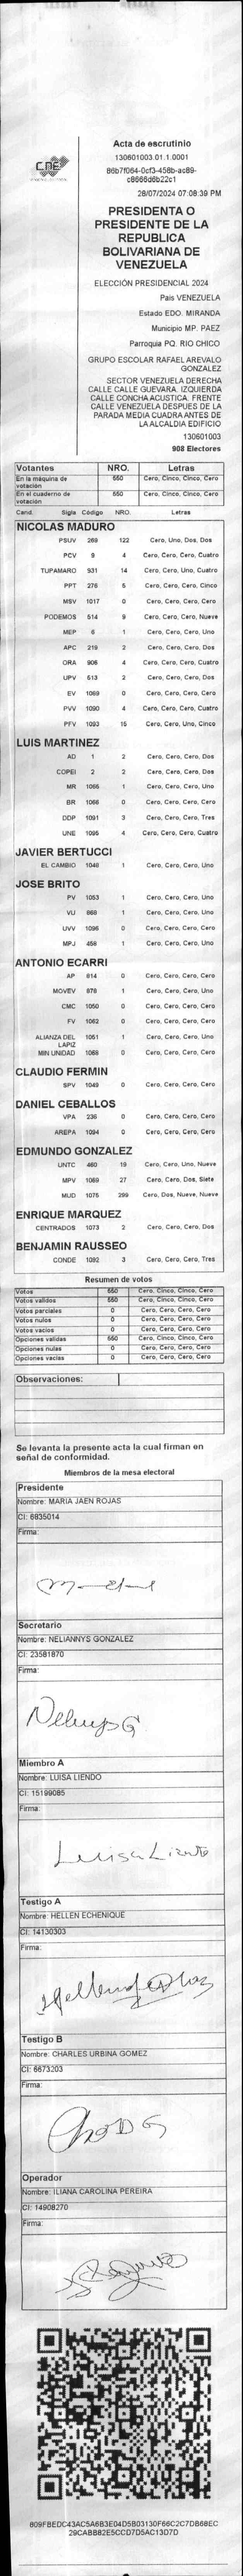 CNE
Acta de escrutinio
130601003.01.1.0001
86b7f064-0cf3-458b-ac89-
c8666d6b22c1
28/07/2024 07:08:39 PM
PRESIDENTA O
PRESIDENTE DE LA
REPUBLICA
BOLIVARIANA DE
VENEZUELA
ELECCIÓN PRESIDENCIAL 2024
País VENEZUELA
Estado EDO. MIRANDA
Municipio MP. PAEZ
Parroquia PQ. RIO CHICO
GRUPO ESCOLAR RAFAEL AREVALO
GONZALEZ
SECTOR VENEZUELA DERECHA
CALLE CALLE GUEVARA. IZQUIERDA
CALLE CONCHA ACUSTICA. FRENTE
CALLE VENEZUELA DESPUES DE LA
PARADA MEDIA CUADRA ANTES DE
LA ALCALDIA EDIFICIO
130601003
908 Electores
Votantes NRO. Letras
En la máquina de votación 550 Cero, Cinco, Cinco, Cero
En el cuaderno de votación 550 Cero, Cinco, Cinco, Cero
Cand. Sigla Código NRO. Letras
NICOLAS MADURO
PSUV 269 122 Cero, Uno, Dos, Dos
PCV 9 4 Cero, Cero, Cero, Cuatro
TUPAMARO 931 14 Cero, Cero, Uno, Cuatro
PPT 276 5 Cero, Cero, Cero, Cinco
MSV 1017 0 Cero, Cero, Cero, Cero
PODEMOS 514 9 Cero, Cero, Cero, Nueve
MEP 6 1 Cero, Cero, Cero, Uno
APC 219 2 Cero, Cero, Cero, Dos
ORA 906 4 Cero, Cero, Cero, Cuatro
UPV 513 2 Cero, Cero, Cero, Dos
EV 1069 0 Cero, Cero, Cero, Cero
PVV 1090 4 Cero, Cero, Cero, Cuatro
PFV 1093 15 Cero, Cero, Uno, Cinco
LUIS MARTINEZ
AD 1 2 Cero, Cero, Cero, Dos
COPEI 2 2 Cero, Cero, Cero, Dos
MR 1066 1 Cero, Cero, Cero, Uno
BR 1068 0 Cero, Cero, Cero, Cero
DDP 1091 3 Cero, Cero, Cero, Tres
UNE 1095 4 Cero, Cero, Cero, Cuatro
JAVIER BERTUCCI
EL CAMBIO 1048 1 Cero, Cero, Cero, Uno
JOSE BRITO
PV 1053 1 Cero, Cero, Cero, Uno
VU 868 1 Cero, Cero, Cero, Uno
UVV 1096 0 Cero, Cero, Cero, Cero
MPJ 458 1 Cero, Cero, Cero, Uno
ANTONIO ECARRI
AP 814 0 Cero, Cero, Cero, Cero
MOVEV 878 1 Cero, Cero, Cero, Uno
CMC 1050 0 Cero, Cero, Cero, Cero
FV 1062 0 Cero, Cero, Cero, Cero
ALIANZA DEL LAPIZ 1051 1 Cero, Cero, Cero, Uno
MIN UNIDAD 1068 0 Cero, Cero, Cero, Cero
CLAUDIO FERMIN
SPV 1049 0 Cero, Cero, Cero, Cero
DANIEL CEBALLOS
VPA 236 0 Cero, Cero, Cero, Cero
AREPA 1094 0 Cero, Cero, Cero, Cero
EDMUNDO GONZALEZ
UNTC 460 19 Cero, Cero, Uno, Nueve
MPV 1089 27 Cero, Cero, Dos, Siete
MUD 1075 299 Cero, Dos, Nueve, Nueve
ENRIQUE MARQUEZ
CENTRADOS 1073 2 Cero, Cero, Cero, Dos
BENJAMIN RAUSSEO
CONDE 1092 3 Cero, Cero, Cero, Tres
Resumen de votos
Votos 550 Cero, Cinco, Cinco, Cero
Votos validos 550 Cero, Cinco, Cinco, Cero
Votos parciales 0 Cero, Cero, Cero, Cero
Votos nulos 0 Cero, Cero, Cero, Cero
Votos vacios 0 Cero, Cero, Cero, Cero
Opciones validas 550 Cero, Cinco, Cinco, Cero
Opciones nulas 0 Cero, Cero, Cero, Cero
Opciones vacias 0 Cero, Cero, Cero, Cero
Observaciones:
Se levanta la presente acta la cual firman en
señal de conformidad.
Miembros de la mesa electoral
Presidente
Nombre: MARIA JAEN ROJAS
CI: 6835014
Firma:
Secretario
Nombre: NELIANNYS GONZALEZ
CI: 23581870
Firma:
Miembro A
Nombre: LUISA LIENDO
CI: 15199085
Firma:
Luisa Liendo
Testigo A
Nombre: HELLEN ECHENIQUE
CI: 14130303
Firma:
Testigo B
Nombre: CHARLES URBINA GOMEZ
CI: 6673203
Firma:
Operador
Nombre: ILIANA CAROLINA PEREIRA
CI: 14908270
Firma:
809FBEDC43AC5A6B3E04D5B03130F66C2C7DB68EC
29CABB82E5CCD7D5AC13D7D